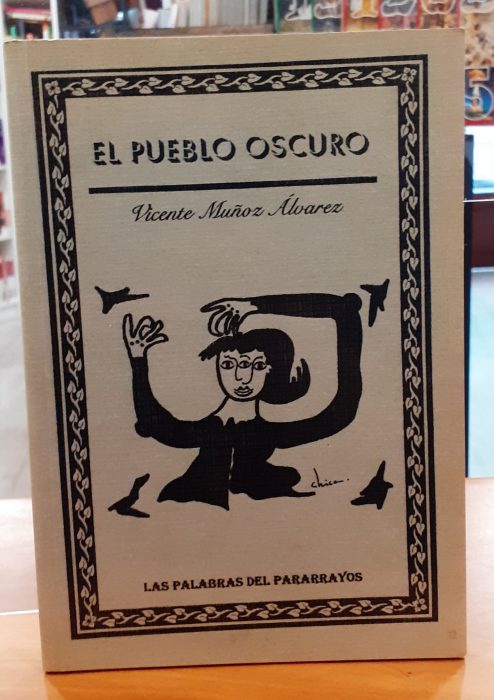 EL PUEBLO OSCURO
Vicente Muñoz Álvarez
chica.
LAS PALABRAS DEL PARARRAYOS